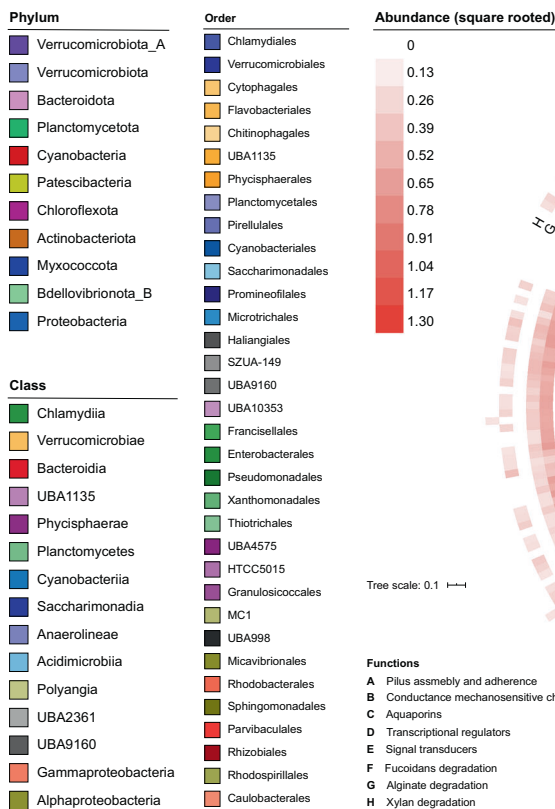 Phylum
Verrucomicrobiota_A
Verrucomicrobiota
Bacteroidota
Planctomycetota
Cyanobacteria
Patescibacteria
Chloroflexota
Actinobacteriota
Myxococcota
Bdellovibrionota_B
Proteobacteria
Class
Chlamydiia
Verrucomicrobiae
Bacteroidia
UBA1135
Phycisphaerae
Planctomycetes
Cyanobacteriia
Saccharimonadia
Anaerolineae
Acidimicrobiia
Polyangia
UBA2361
UBA9160
Gammaproteobacteria
Alphaproteobacteria
Order
Chlamydiales
Verrucomicrobiales
Cytophagales
Flavobacteriales
Chitinophagales
UBA1135
Phycisphaerales
Planctomycetales
Pirellulales
Cyanobacteriales
Saccharimonadales
Promineofilales
Microtrichales
Haliangiales
SZUA-149
UBA9160
UBA10353
Francisellales
Enterobacterales
Pseudomonadales
Xanthomonadales
Thiotrichales
UBA4575
HTCC5015
Granulosicoccales
MC1
UBA998
Micavibrionales
Rhodobacterales
Sphingomonadales
Parvibaculales
Rhizobiales
Rhodospirillales
Caulobacterales
Abundance (square rooted)
0
0.13
0.26
0.39
0.52
0.65
0.78
0.91
1.04
1.17
1.30
H
G
Tree scale: 0.1
Functions
A Pilus assmebly and adherence
B Conductance mechanosensitive ch
C Aquaporins
D Transcriptional regulators
E Signal transducers
F Fucoidans degradation
G Alginate degradation
H Xylan degradation